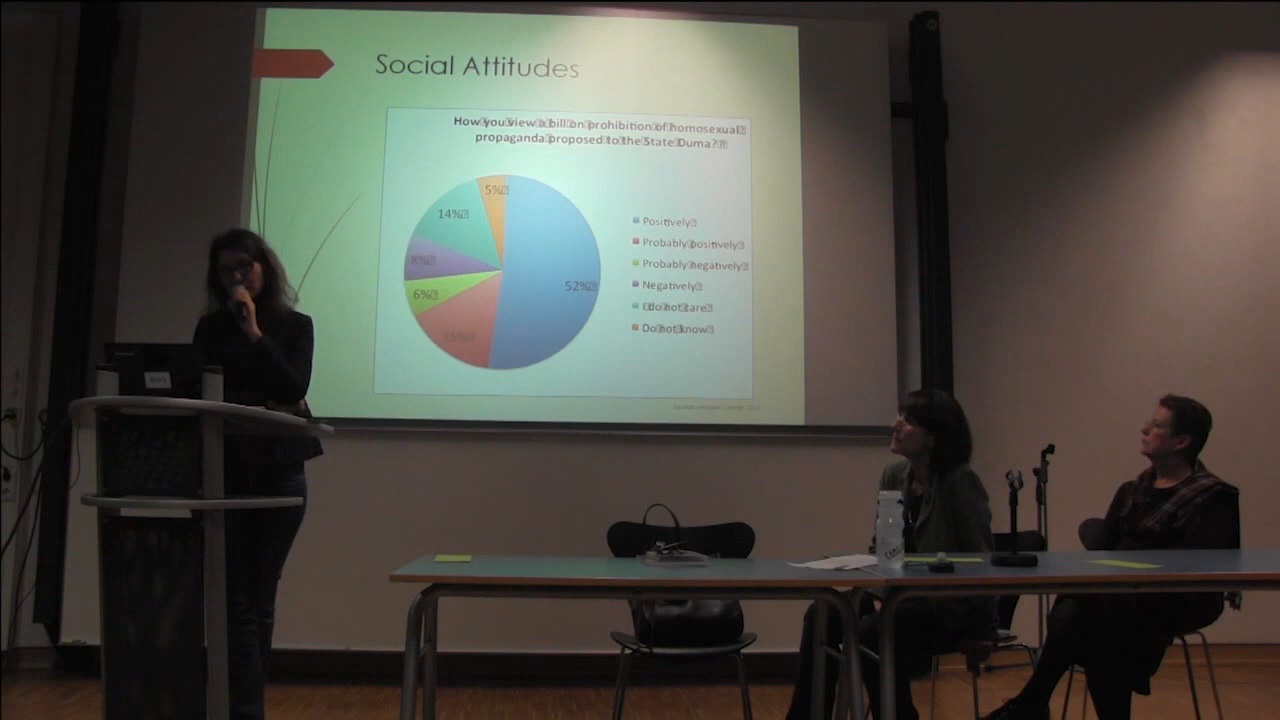 Social Attitudes
How you view a bill on prohibition of homosexual
propaganda proposed to the State Duma?
5%
14%
8%
6%
15%
52%
Positively
Probably positively
Probably negatively
Negatively
I do not care
Do not know